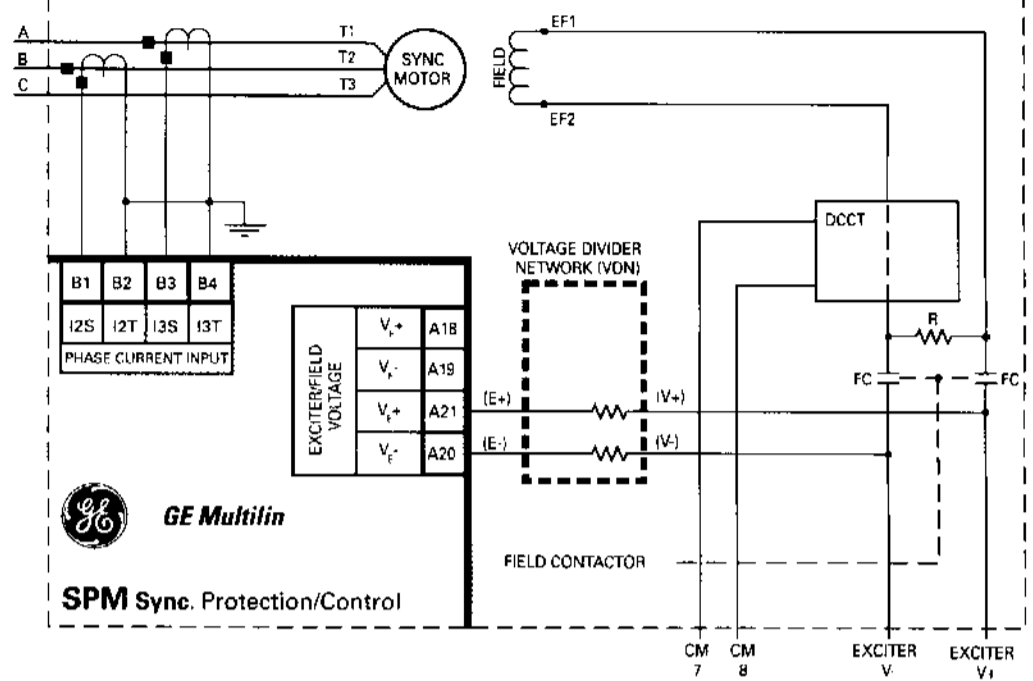 A
B
C
T1
T2
T3
SYNC
MOTOR
FIELD
EF1
EF2
DCCT
VOLTAGE DIVIDER
NETWORK (VDN)
R
FC
FC
B1 B2 B3 B4
I2S I2T I3S I3T
PHASE CURRENT INPUT
EXCITER/FIELD
VOLTAGE
VF+ A18
VF- A19
VE+ A21
VE- A20
(E+)
(V+)
(E-)
(V-)
GE
GE Multilin
FIELD CONTACTOR
SPM Sync. Protection/Control
CM
7
CM
8
EXCITER
V-
EXCITER
V+